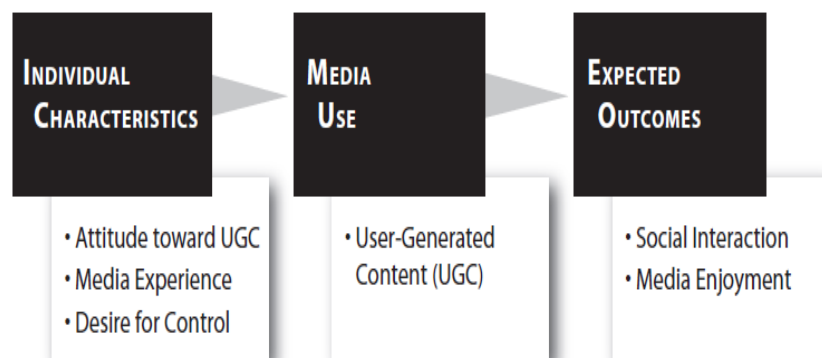 Individual
Characteristics
Media
Use
Expected
Outcomes
• Attitude toward UGC
• Media Experience
• Desire for Control
• User-Generated
Content (UGC)
• Social Interaction
• Media Enjoyment